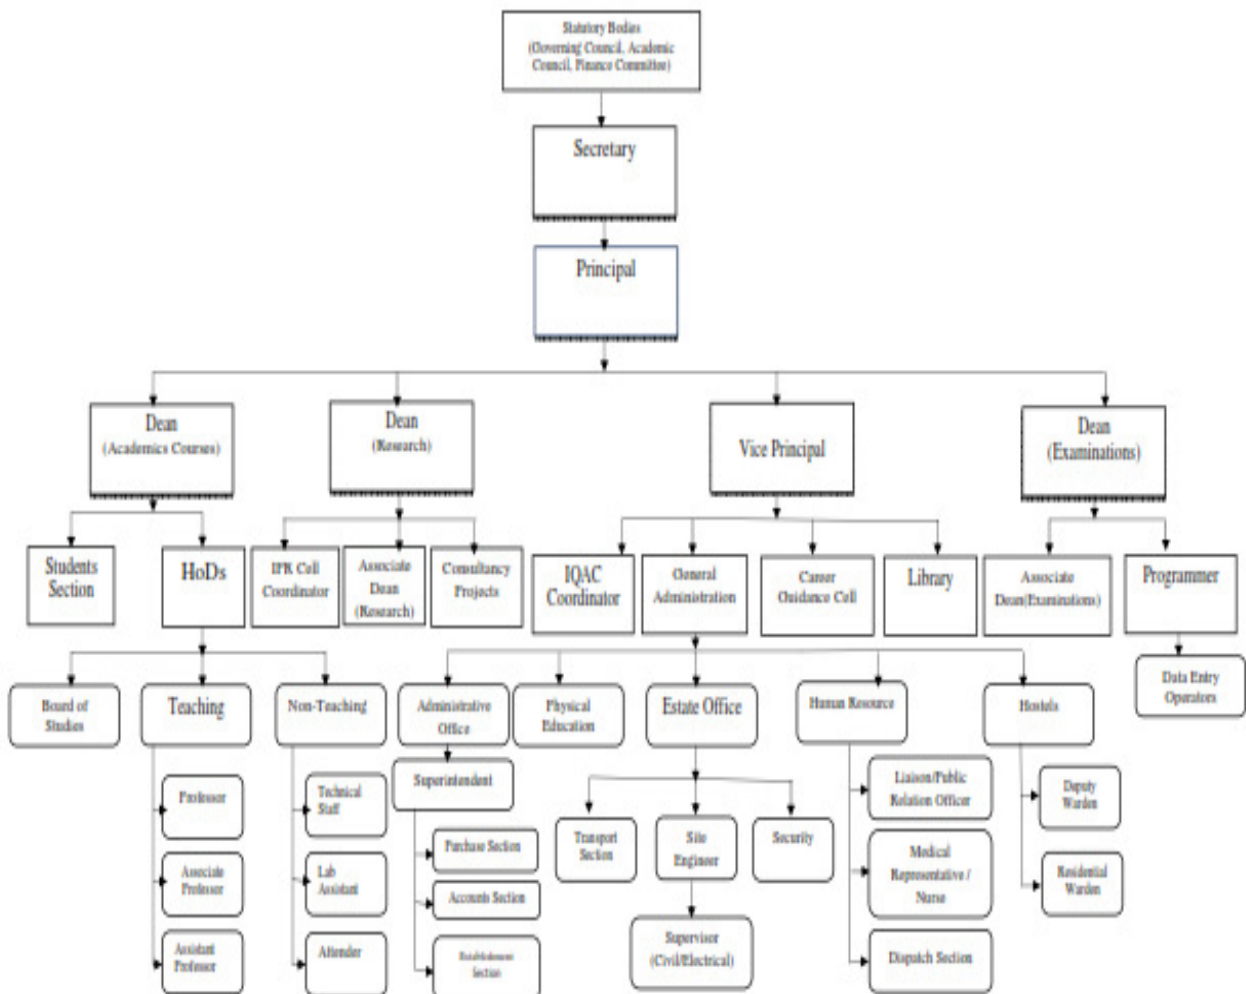 Statutory Bodies
(Governing Council, Academic
Council, Finance Committee)
Secretary
Principal
Dean
(Academics Courses)
Dean
(Research)
Vice Principal
Dean
(Examinations)
Students
Section
HoDs
IPR Cell
Coordinator
Associate
Dean
(Research)
Consultancy
Projects
IQAC
Coordinator
General
Administration
Career
Guidance Cell
Library
Associate
Dean(Examinations)
Programmer
Board of
Studies
Teaching
Non-Teaching
Administrative
Office
Physical
Education
Estate Office
Human Resource
Hostels
Data Entry
Operators
Professor
Associate
Professor
Assistant
Professor
Technical
Staff
Lab
Assistant
Attender
Superintendent
Purchase Section
Accounts Section
Establishment
Section
Transport
Section
Site
Engineer
Security
Supervisor
(Civil/Electrical)
Liaison/Public
Relation Officer
Medical
Representative /
Nurse
Dispatch Section
Deputy
Warden
Residential
Warden